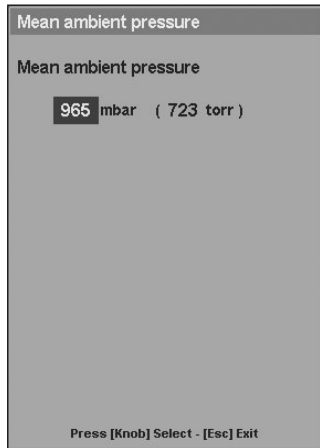 Mean ambient pressure
Mean ambient pressure
965 mbar ( 723 torr )
Press [Knob] Select - [Esc] Exit